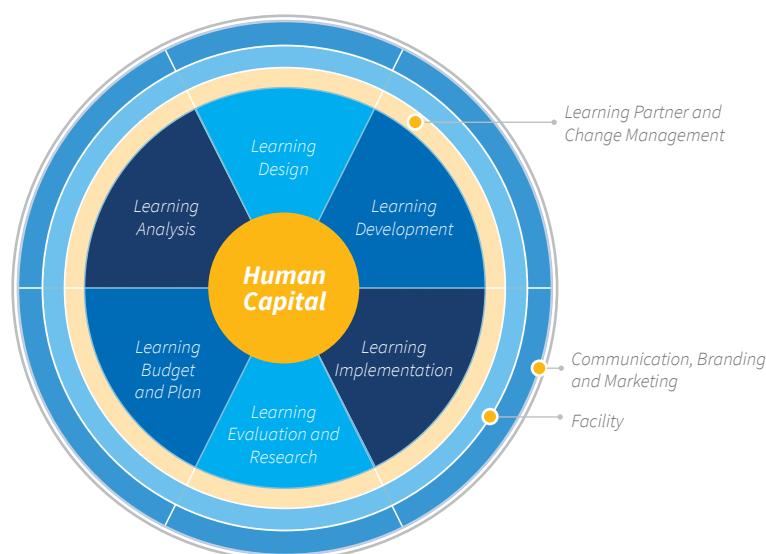 Learning Partner and
Change Management
Learning
Design
Learning
Analysis
Learning
Development
Human
Capital
Learning
Budget
and Plan
Learning
Implementation
Communication, Branding
and Marketing
Facility
Learning
Evaluation and
Research